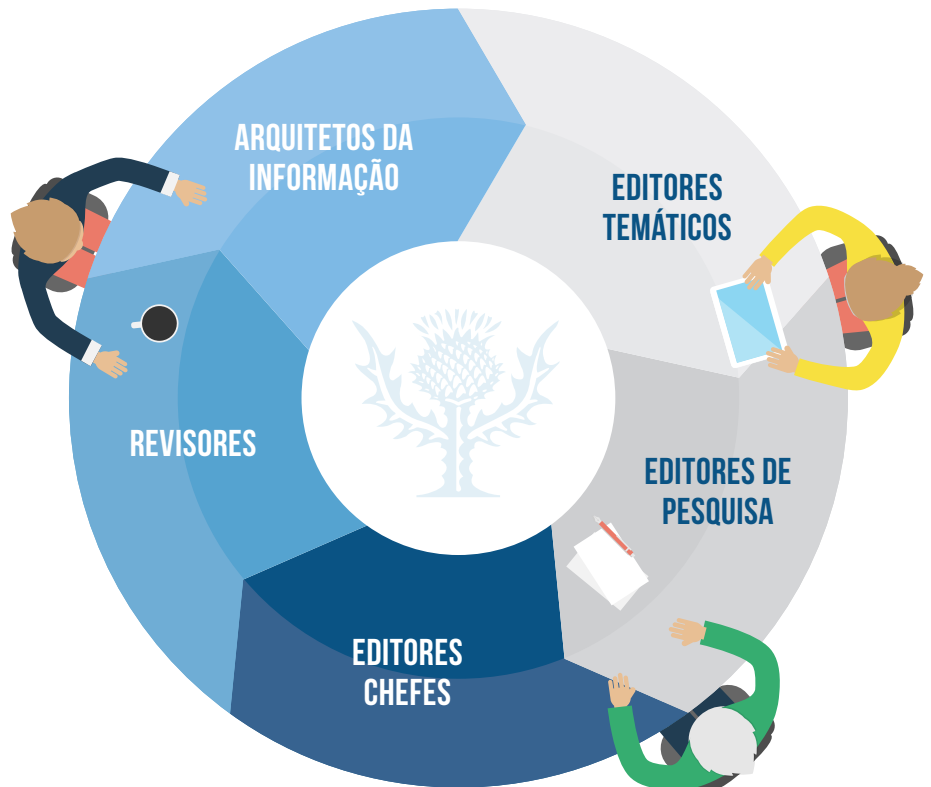 ARQUITETOS DA
INFORMAÇÃO
EDITORES
TEMÁTICOS
REVISORES
EDITORES DE
PESQUISA
EDITORES
CHEFES